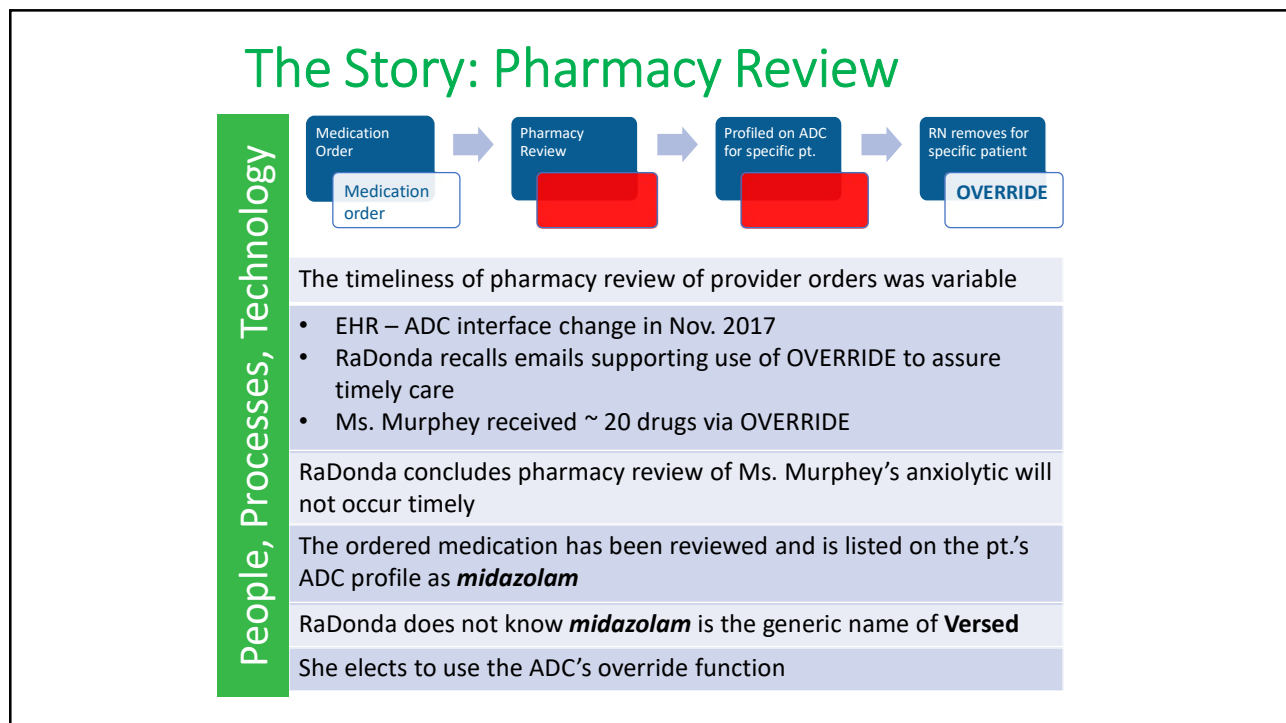 The Story: Pharmacy Review
People, Processes, Technology
Medication
Order
Medication
order
Pharmacy
Review
Profiled on ADC
for specific pt.
RN removes for
specific patient
OVERRIDE
The timeliness of pharmacy review of provider orders was variable
• EHR – ADC interface change in Nov. 2017
• RaDonda recalls emails supporting use of OVERRIDE to assure
timely care
• Ms. Murphey received ~ 20 drugs via OVERRIDE
RaDonda concludes pharmacy review of Ms. Murphey’s anxiolytic will
not occur timely
The ordered medication has been reviewed and is listed on the pt.’s
ADC profile as midazolam
RaDonda does not know midazolam is the generic name of Versed
She elects to use the ADC’s override function